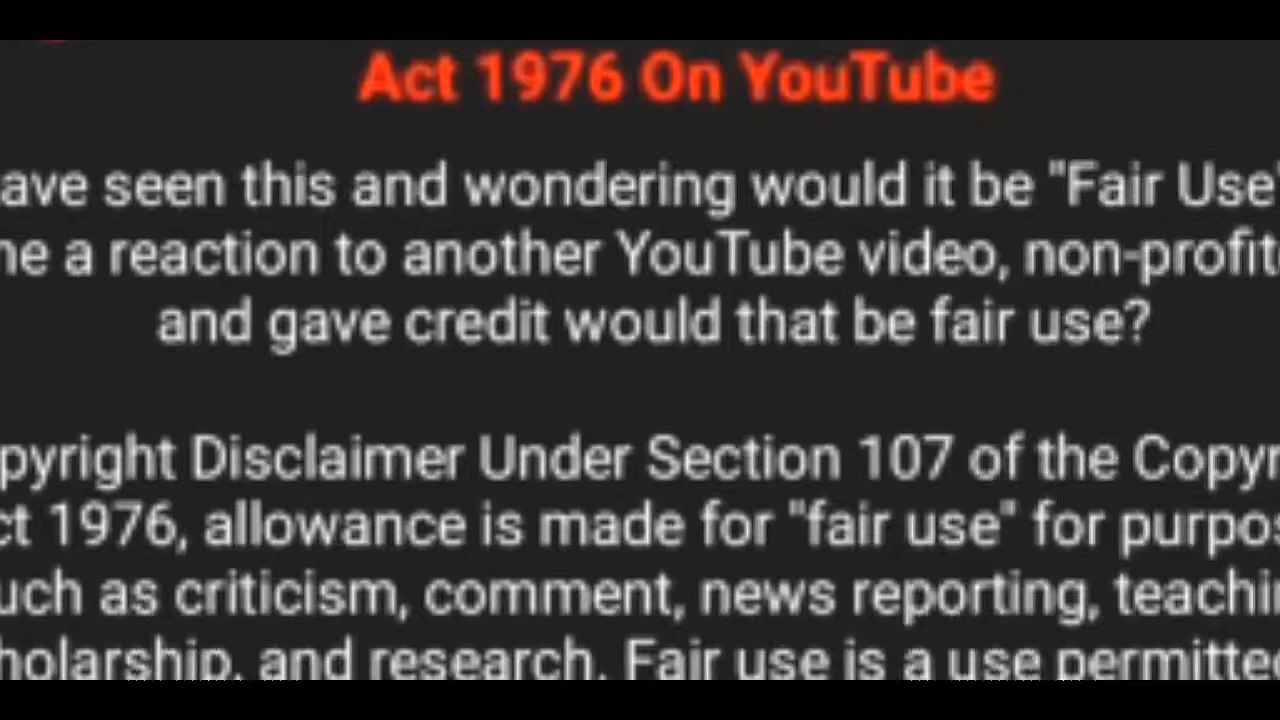 Act 1976 On YouTube
ave seen this and wondering would it be "Fair Use"
ne a reaction to another YouTube video, non-profit
and gave credit would that be fair use?
pyright Disclaimer Under Section 107 of the Copyr
ct 1976, allowance is made for "fair use" for purpos
uch as criticism, comment, news reporting, teachin
holarship, and research. Fair use is a use permitted